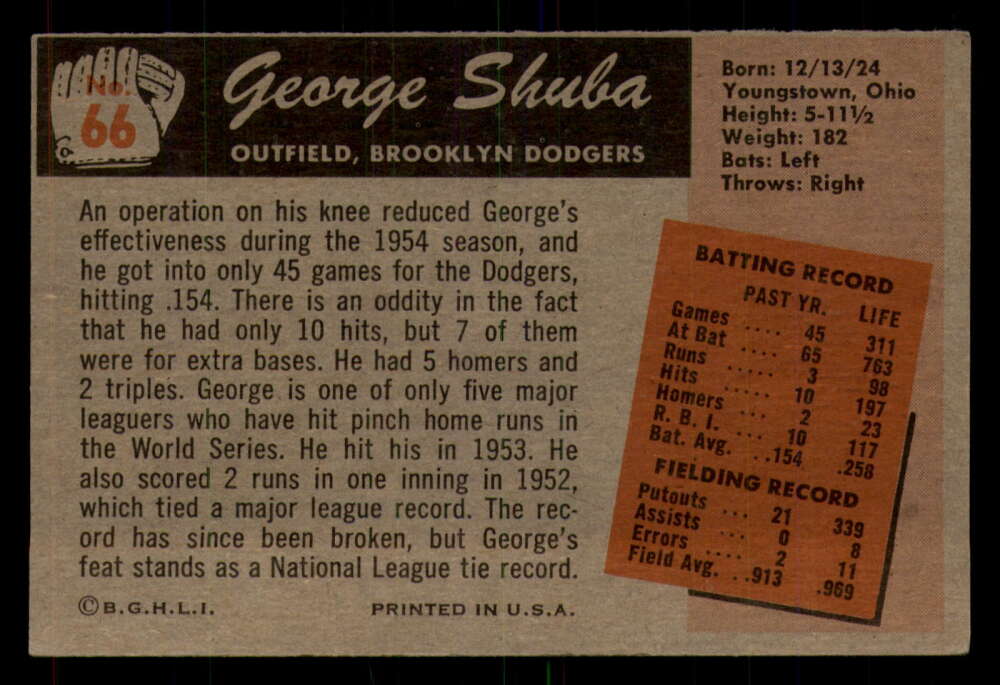 No.
66
George Shuba
OUTFIELD, BROOKLYN DODGERS
Born: 12/13/24
Youngstown, Ohio
Height: 5-11½
Weight: 182
Bats: Left
Throws: Right
An operation on his knee reduced George's
effectiveness during the 1954 season, and
he got into only 45 games for the Dodgers,
hitting .154. There is an oddity in the fact
that he had only 10 hits, but 7 of them
were for extra bases. He had 5 homers and
2 triples. George is one of only five major
leaguers who have hit pinch home runs in
the World Series. He hit his in 1953. He
also scored 2 runs in one inning in 1952,
which tied a major league record. The rec-
ord has since been broken, but George's
feat stands as a National League tie record.
©B.G.H.L.I. PRINTED IN U.S.A.
BATTING RECORD
PAST YR. LIFE
Games .... 45 311
At Bat .... 65 763
Runs ..... 3 98
Hits ..... 10 197
Homers ... 2 23
R. B. I. ... 10 117
Bat. Avg. ..154 .258
FIELDING RECORD
Putouts ... 21 339
Assists ... 0 8
Errors .... 2 11
Field Avg. ..913 .969